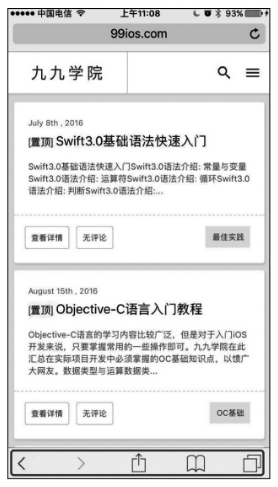 中国电信 上午11:08 93%
99ios.com
九九学院
July 8th , 2016
[置顶] Swift3.0基础语法快速入门
Swift3.0基础语法快速入门Swift3.0语法介绍: 常量与变量
Swift3.0语法介绍: 运算符Swift3.0语法介绍: 循环Swift3.0
语法介绍: 判断Swift3.0语法介绍:...
查看详情 无评论 最佳实践
August 15th , 2016
[置顶] Objective-C语言入门教程
Objective-C语言的学习内容比较广泛，但是对于入门iOS
开发来说，只要掌握常用的一些操作即可。九九学院在此
汇总在实际项目开发中必须掌握的OC基础知识点，以馈广
大网友。数据类型与运算数据类...
查看详情 无评论 OC基础